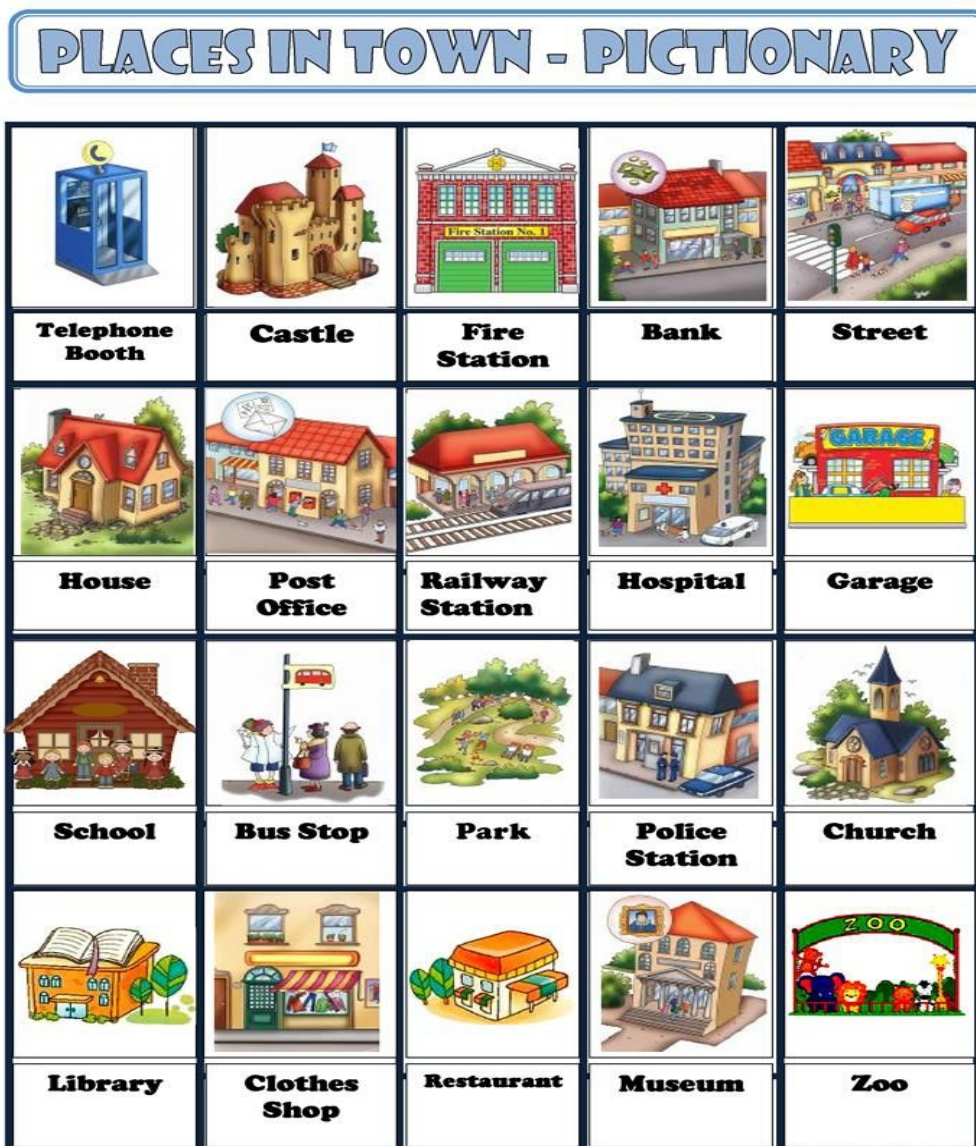 PLACES IN TOWN - PICTIONARY
Fire Station No. 1
Telephone
Booth
Castle
Fire
Station
Bank
Street
GARAGE
House
Post
Office
Railway
Station
Hospital
Garage
School
Bus Stop
Park
Police
Station
Church
ZOO
Library
Clothes
Shop
Restaurant
Museum
Zoo